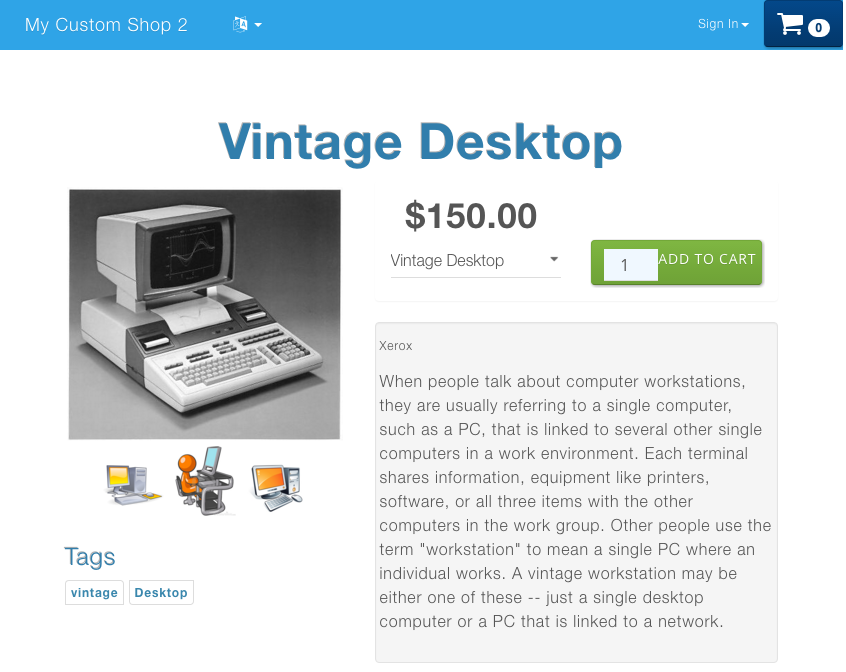 My Custom Shop 2
Sign In
0
Vintage Desktop
$150.00
Vintage Desktop
1
ADD TO CART
Xerox
When people talk about computer workstations,
they are usually referring to a single computer,
such as a PC, that is linked to several other single
computers in a work environment. Each terminal
shares information, equipment like printers,
software, or all three items with the other
computers in the work group. Other people use the
term "workstation" to mean a single PC where an
individual works. A vintage workstation may be
either one of these -- just a single desktop
computer or a PC that is linked to a network.
Tags
vintage
Desktop